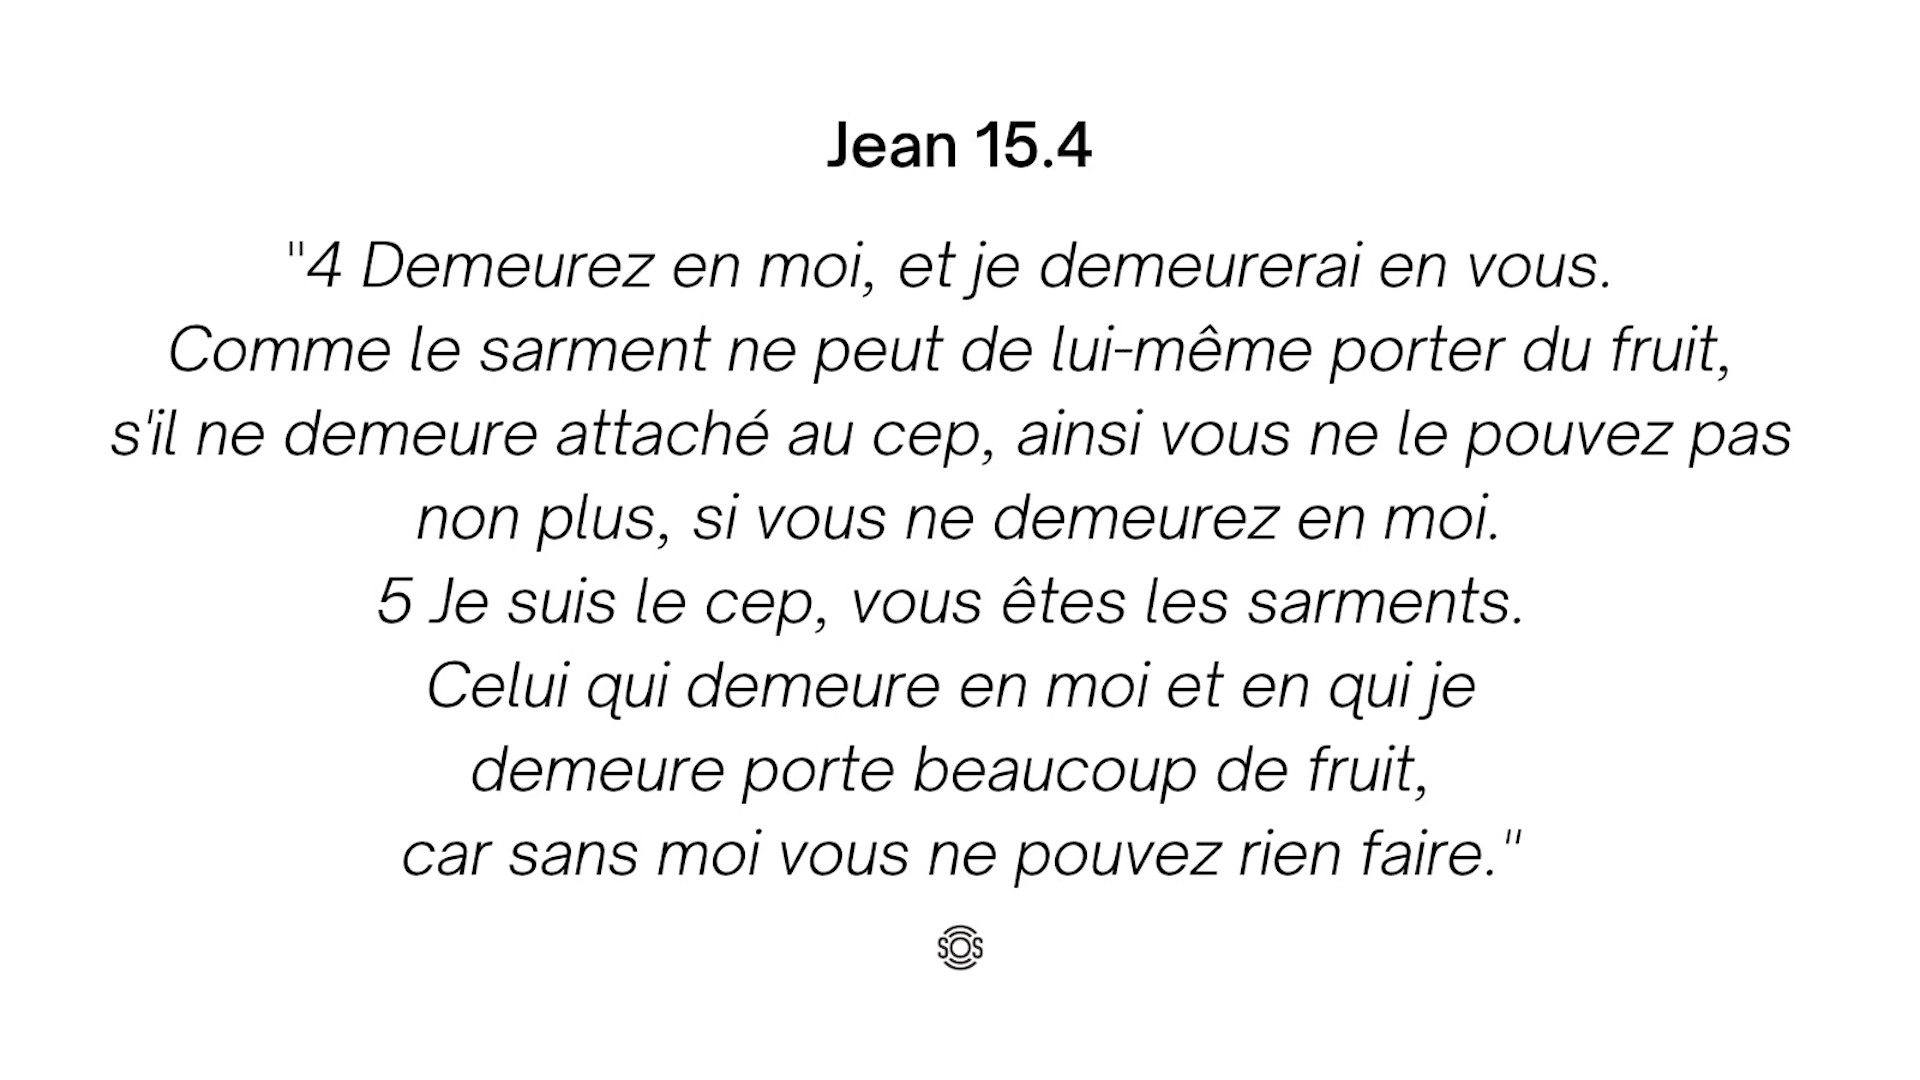 Jean 15.4
"4 Demeurez en moi, et je demeurerai en vous.
Comme le sarment ne peut de lui-même porter du fruit,
s'il ne demeure attaché au cep, ainsi vous ne le pouvez pas
non plus, si vous ne demeurez en moi.
5 Je suis le cep, vous êtes les sarments.
Celui qui demeure en moi et en qui je
demeure porte beaucoup de fruit,
car sans moi vous ne pouvez rien faire."
SOS